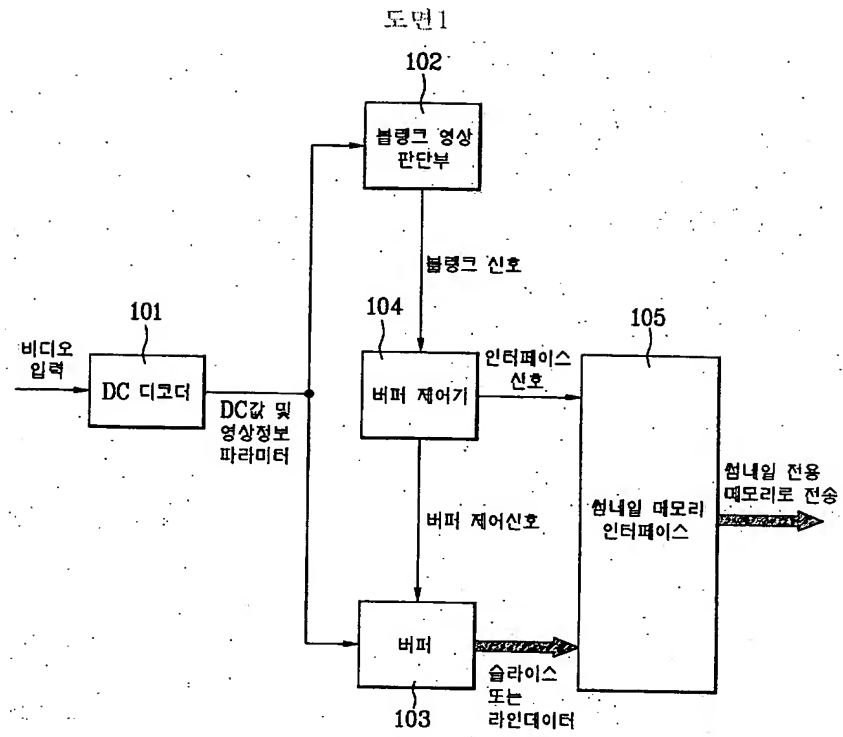 도면1
102
블랭크 영상
판단부
블랭크 신호
101
104
105
비디오
입력
DC 디코더
버퍼 제어기
인터페이스
신호
DC값 및
영상정보
파라미터
썸네일 메모리
인터페이스
썸네일 전용
메모리로 전송
버퍼 제어신호
버퍼
슬라이스
또는
라인데이터
103